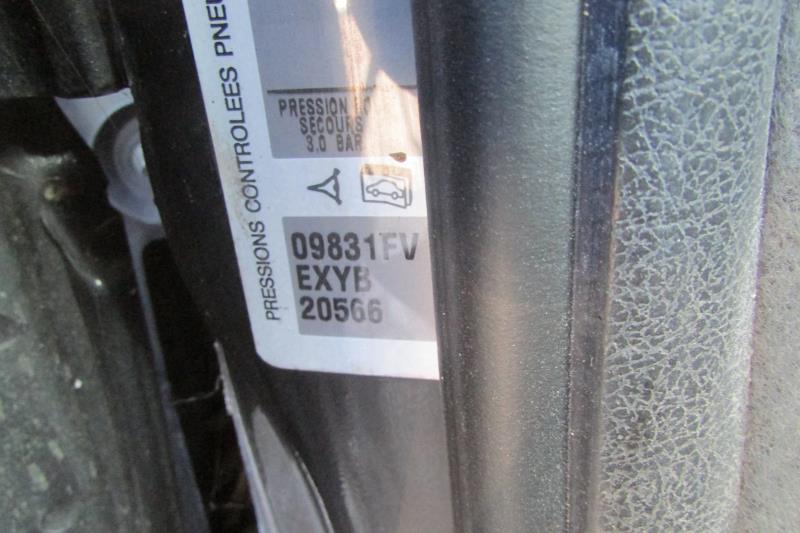 PRESSIONS CONTROLEES PNEU
PRESSION
SECOURS
3.0 BAR
09831FV
EXYB
20566